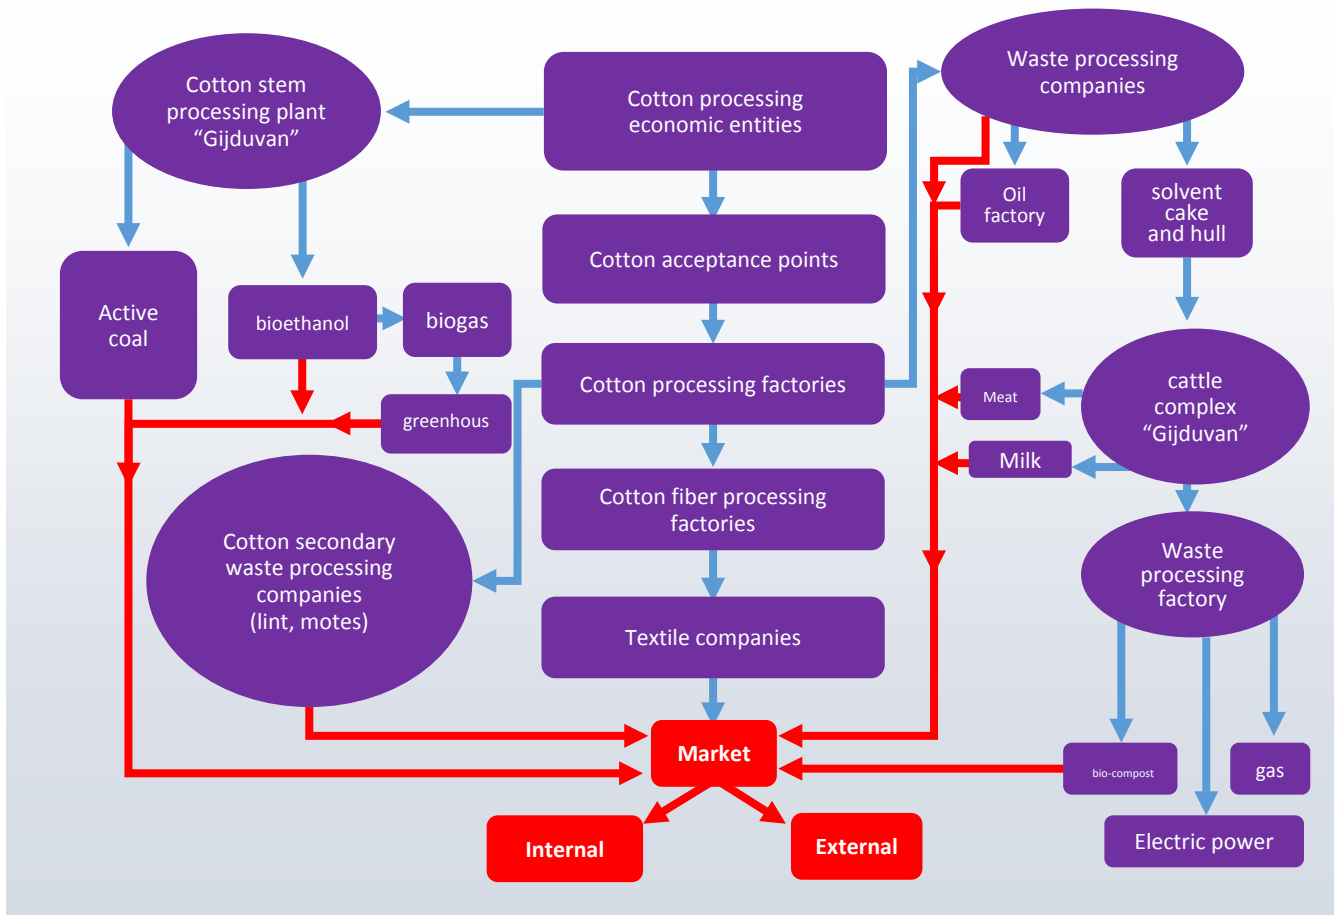 Cotton stem
processing plant
“Gijduvan”
Cotton processing
economic entities
Waste processing
companies
Oil
factory
solvent
cake
and hull
Cotton acceptance points
Active
coal
bioethanol
biogas
greenhous
Cotton processing factories
Meat
Milk
cattle
complex
“Gijduvan”
Cotton fiber processing
factories
Cotton secondary
waste processing
companies
(lint, motes)
Waste
processing
factory
Textile companies
Market
bio-compost
gas
Internal
External
Electric power